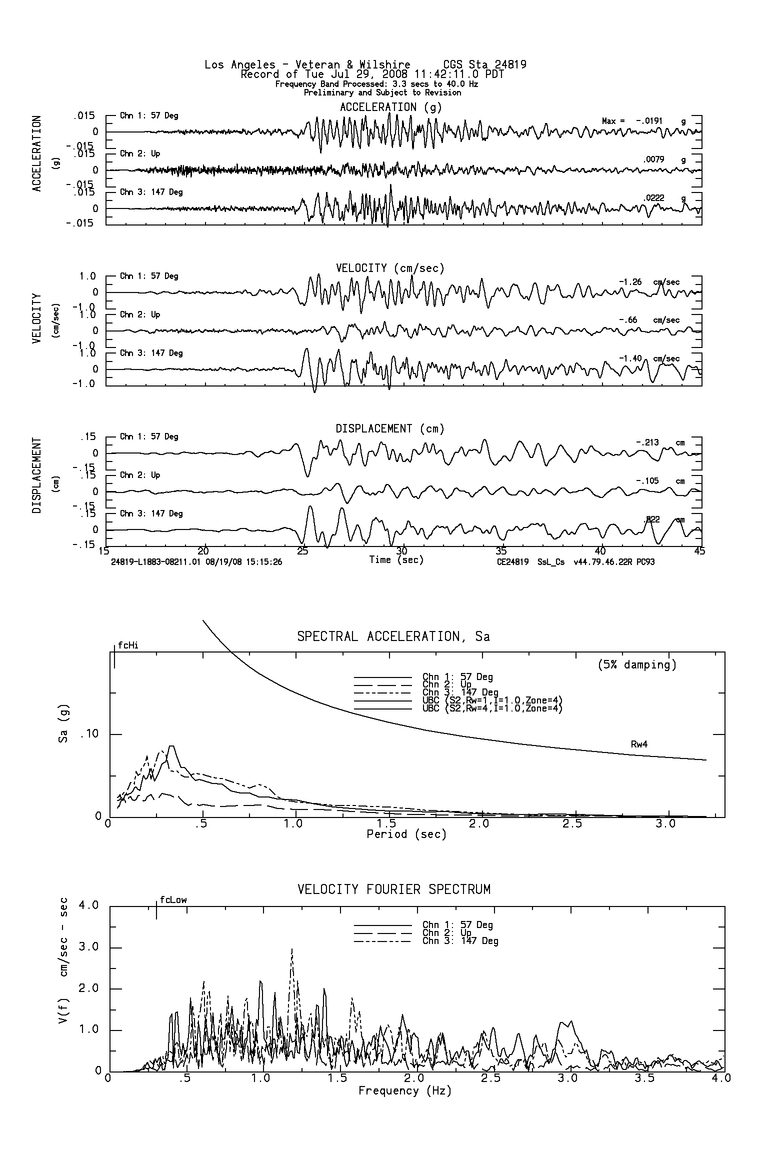 Los Angeles - Veteran & Wilshire CGS Sta 24819
Record of Tue Jul 29, 2008 11:42:11.0 PDT
Frequency Band Processed: 3.3 secs to 40.0 Hz
Preliminary and Subject to Revision
ACCELERATION (g)
ACCELERATION
(g)
.015
0
-.015
Chn 1: 57 Deg
Max = -.0191 g
.015
0
-.015
Chn 2: Up
.0079 g
.015
0
-.015
Chn 3: 147 Deg
.0222 g
VELOCITY (cm/sec)
VELOCITY
(cm/sec)
1.0
0
-1.0
Chn 1: 57 Deg
-1.26 cm/sec
1.0
0
-1.0
Chn 2: Up
-.66 cm/sec
1.0
0
-1.0
Chn 3: 147 Deg
-1.40 cm/sec
DISPLACEMENT (cm)
DISPLACEMENT
(cm)
.15
0
-.15
Chn 1: 57 Deg
-.213 cm
.15
0
-.15
Chn 2: Up
-.105 cm
.15
0
-.15
Chn 3: 147 Deg
cm
15 20 25 30 35 40 45
24819-L1883-08211.01 08/19/08 15:15:26 Time (sec) CE24819 SsL_Cs v44.79.46.22R PC93
SPECTRAL ACCELERATION, Sa
fcHi
(5% damping)
Chn 1: 57 Deg
Chn 2: Up
Chn 3: 147 Deg
UBC (S2,Rw=1,I=1.0,Zone=4)
UBC (S2,Rw=4,I=1.0,Zone=4)
Sa (g)
.10
Rw4
0
0 .5 1.0 1.5 2.0 2.5 3.0
Period (sec)
VELOCITY FOURIER SPECTRUM
fcLow
4.0
Chn 1: 57 Deg
Chn 2: Up
Chn 3: 147 Deg
V(f) cm/sec - sec
3.0
2.0
1.0
0
0 .5 1.0 1.5 2.0 2.5 3.0 3.5 4.0
Frequency (Hz)